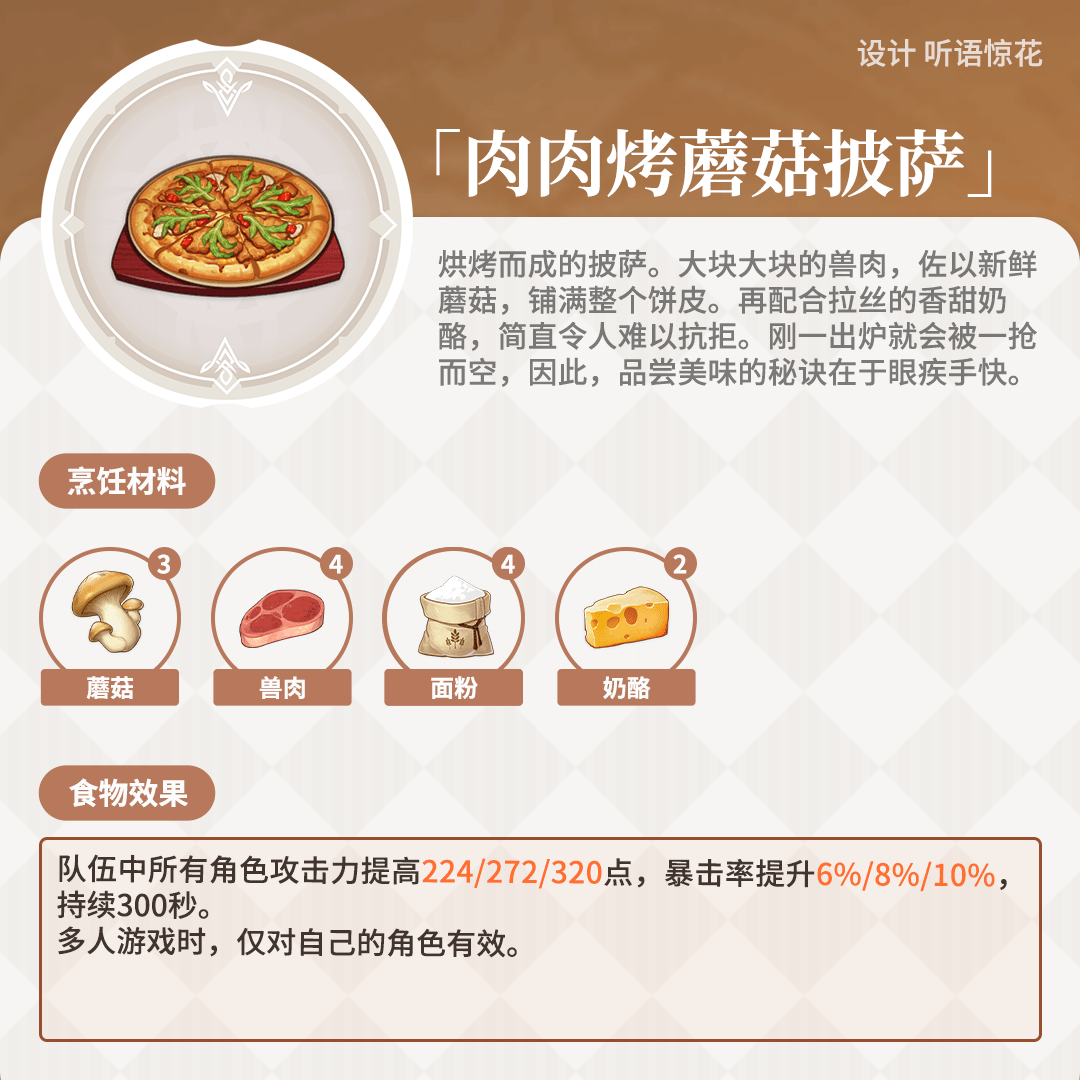 设计 听语惊花
「肉肉烤蘑菇披萨」
烘烤而成的披萨。大块大块的兽肉，佐以新鲜
蘑菇，铺满整个饼皮。再配合拉丝的香甜奶
酪，简直令人难以抗拒。刚一出炉就会被一抢
而空，因此，品尝美味的秘诀在于眼疾手快。
烹饪材料
3
4
4
2
蘑菇
兽肉
面粉
奶酪
食物效果
队伍中所有角色攻击力提高224/272/320点，暴击率提升6%/8%/10%，
持续300秒。
多人游戏时，仅对自己的角色有效。